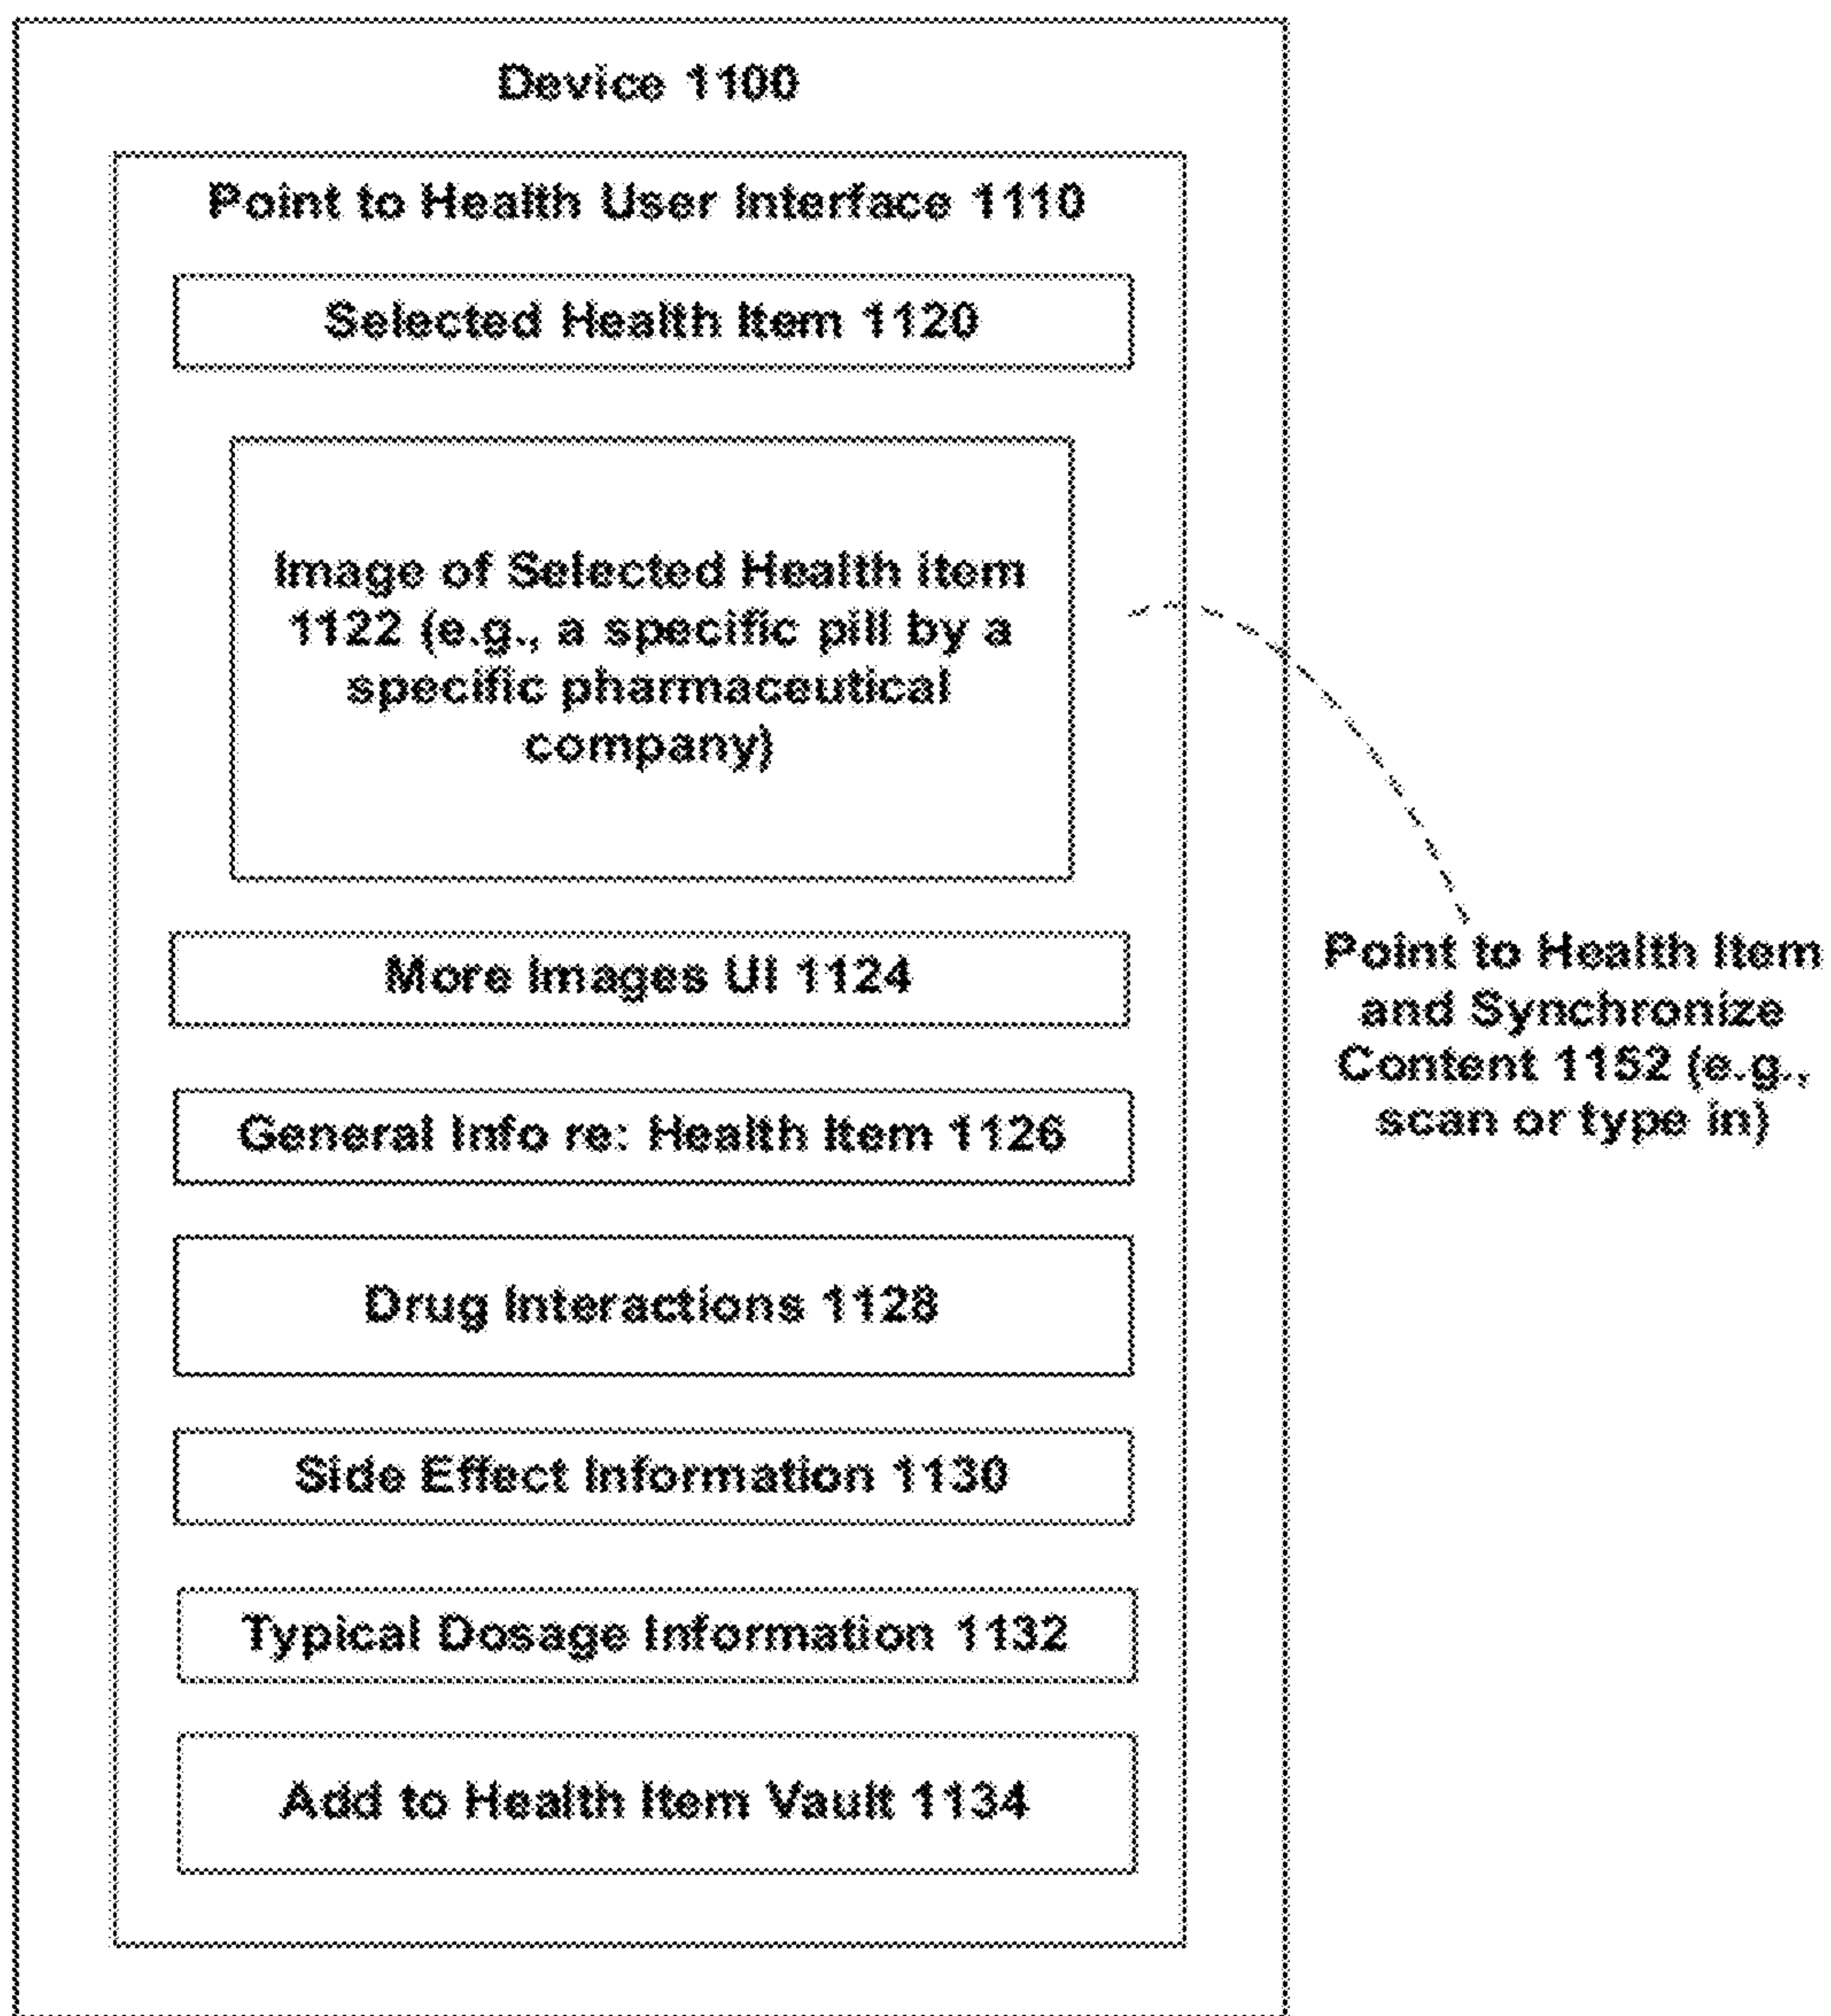 Device 1100
Point to Health User Interface 1110
Selected Health Item 1120
Image of Selected Health item
1122 (e.g., a specific pill by a
specific pharmaceutical
company)
More Images UI 1124
Point to Health Item
and Synchronize
Content 1152 (e.g.,
scan or type in)
General Info re: Health Item 1126
Drug Interactions 1128
Side Effect Information 1130
Typical Dosage Information 1132
Add to Health Item Vault 1134